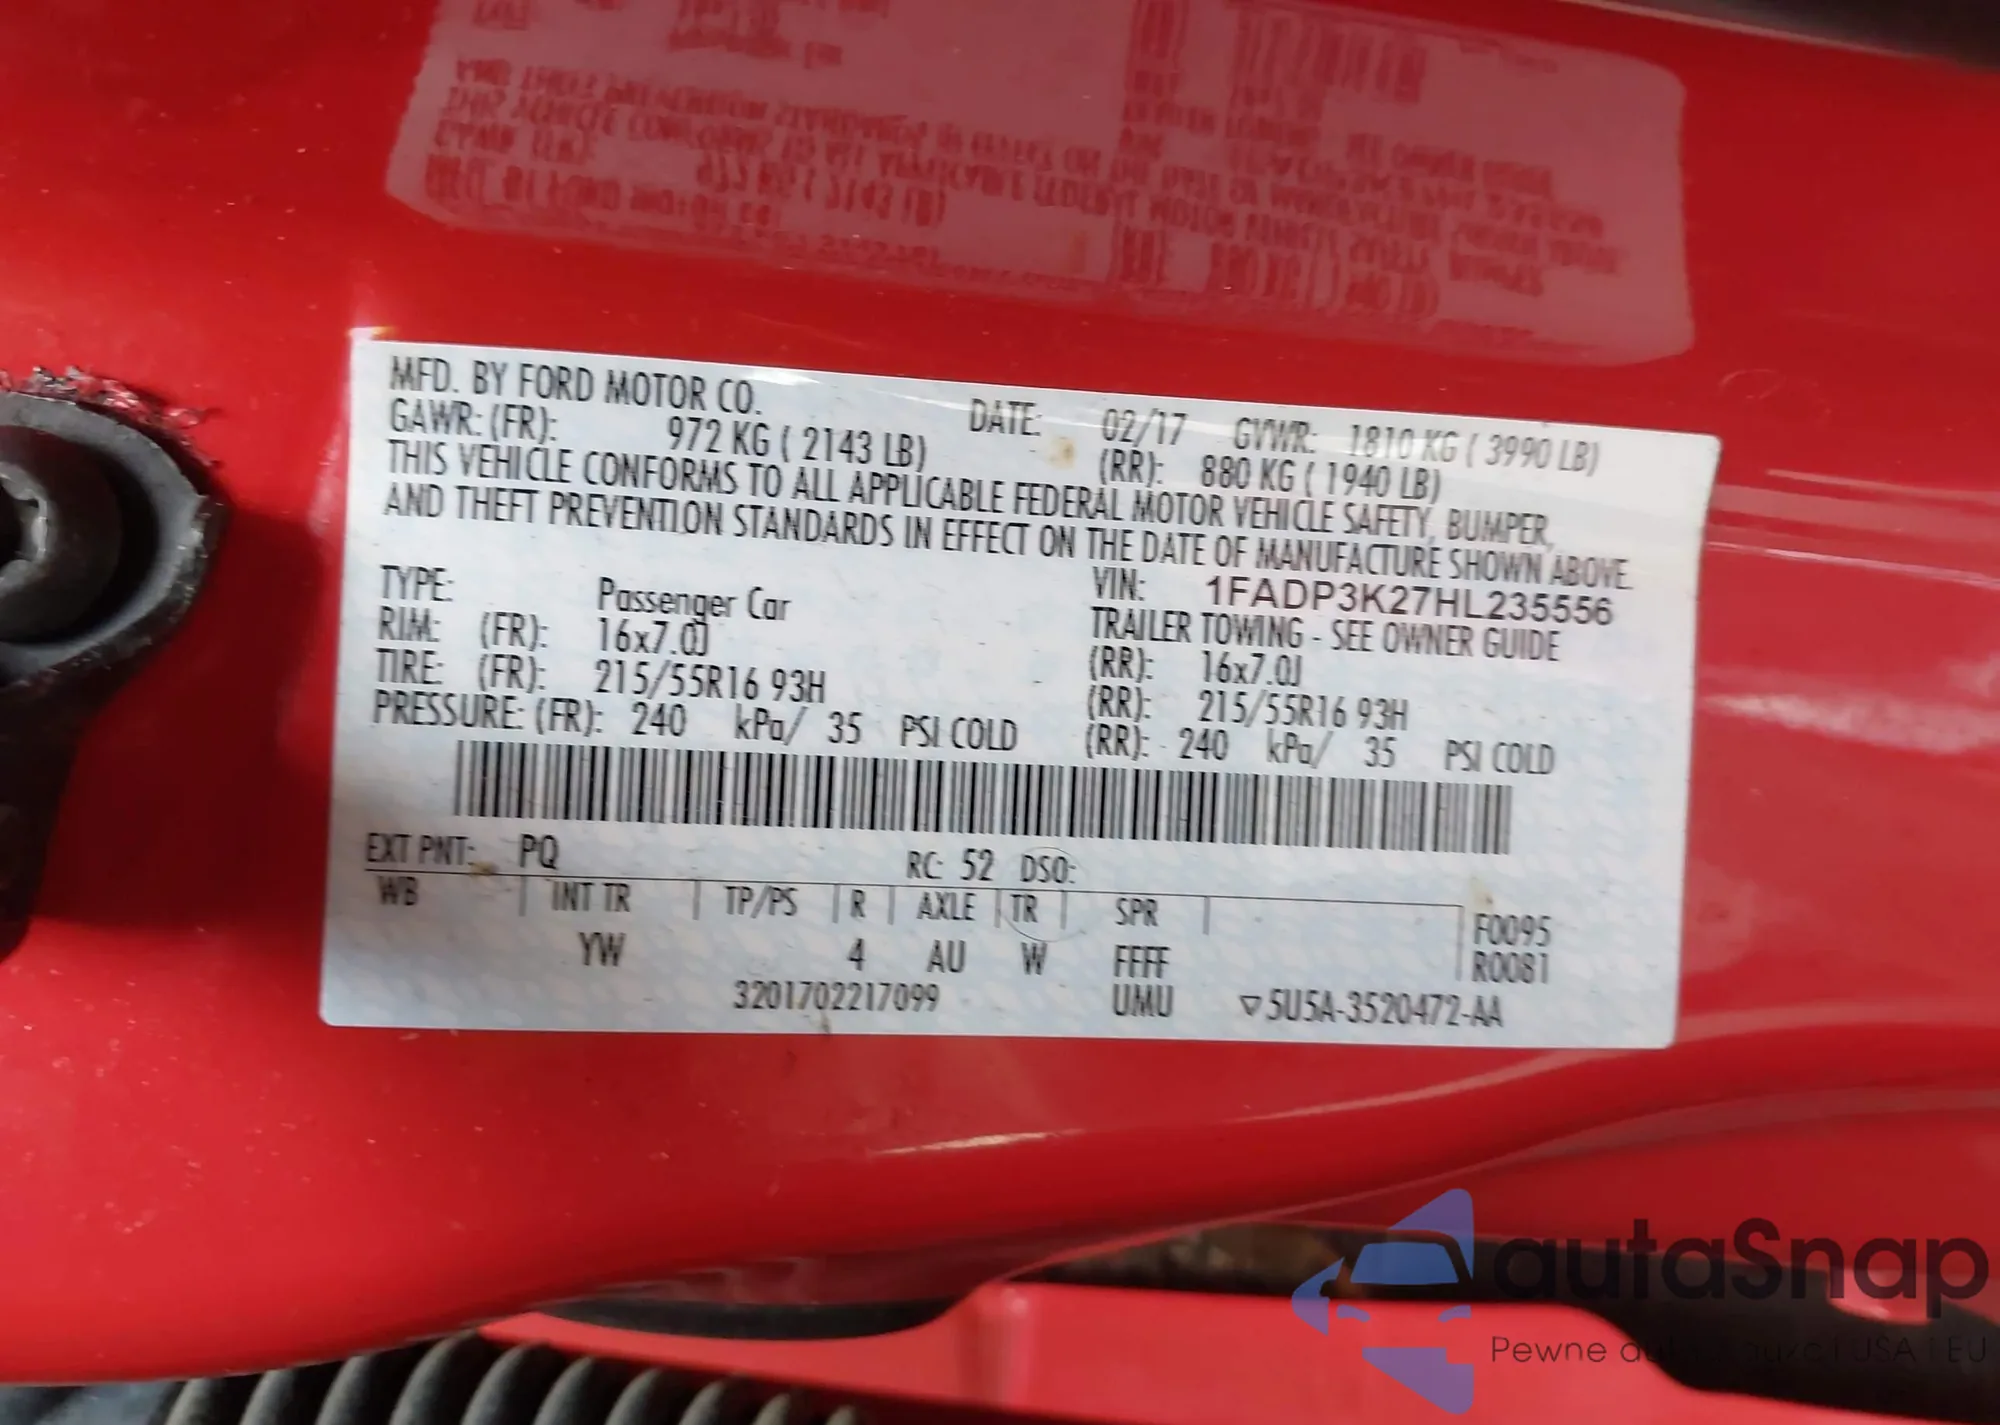 MFD. BY FORD MOTOR CO. DATE: 02/17 GVWR: 1810 KG ( 3990 LB)
GAWR: (FR): 972 KG ( 2143 LB) (RR): 880 KG ( 1940 LB)
THIS VEHICLE CONFORMS TO ALL APPLICABLE FEDERAL MOTOR VEHICLE SAFETY, BUMPER,
AND THEFT PREVENTION STANDARDS IN EFFECT ON THE DATE OF MANUFACTURE SHOWN ABOVE.
VIN: 1FADP3K27HL235556
TYPE: Passenger Car TRAILER TOWING - SEE OWNER GUIDE
RIM: (FR): 16x7.0J (RR): 16x7.0J
TIRE: (FR): 215/55R16 93H (RR): 215/55R16 93H
PRESSURE: (FR): 240 kPa/ 35 PSI COLD (RR): 240 kPa/ 35 PSI COLD
EXT PNT: PQ RC: 52 DSO:
WB INT TR TP/PS R AXLE TR SPR F0095
YW 4 AU W FFFF R0081
3201702217099 UMU ▽5U5A-3520472-AA
autaSnap
Pewne auta USA i EU